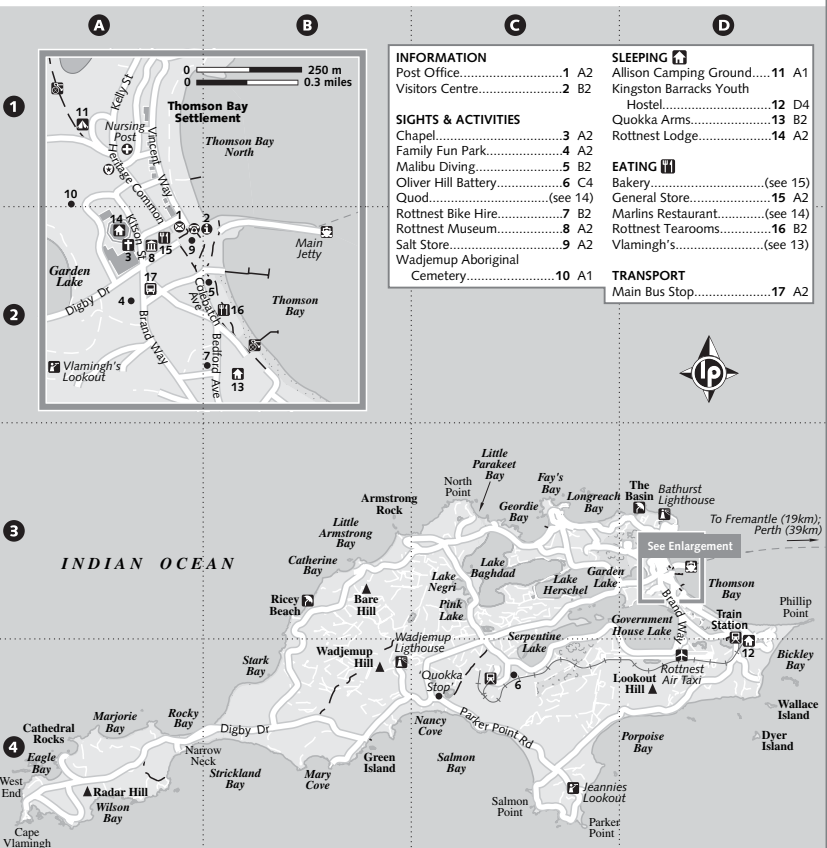 A
B
C
D
1
2
3
4
0 250 m
0 0.3 miles
Thomson Bay
Settlement
Thomson Bay
North
Kelly St
11
Nursing
Post
Vincent Way
Heritage Common
10
14
Kitson St
1
2
3
8
15
9
Main
Jetty
Garden
Lake
17
4
Digby Dr
5
Colebatch
Ave
16
Thomson
Bay
Brand Way
Bedford Ave
7
13
Vlamingh's
Lookout
INFORMATION
Post Office............................1 A2
Visitors Centre......................2 B2
SIGHTS & ACTIVITIES
Chapel..................................3 A2
Family Fun Park....................4 A2
Malibu Diving.......................5 B2
Oliver Hill Battery.................6 C4
Quod.............................(see 14)
Rottnest Bike Hire.................7 B2
Rottnest Museum..................8 A2
Salt Store..............................9 A2
Wadjemup Aboriginal
Cemetery.........................10 A1
SLEEPING
Allison Camping Ground.....11 A1
Kingston Barracks Youth
Hostel..............................12 D4
Quokka Arms......................13 B2
Rottnest Lodge....................14 A2
EATING
Bakery............................(see 15)
General Store......................15 A2
Marlins Restaurant...........(see 14)
Rottnest Tearooms..............16 B2
Vlamingh's......................(see 13)
TRANSPORT
Main Bus Stop.....................17 A2
lp
INDIAN OCEAN
Armstrong
Rock
North
Point
Little
Parakeet
Bay
Geordie
Bay
Fay's
Bay
Longreach
Bay
The
Basin
Bathurst
Lighthouse
To Fremantle (19km);
Perth (39km)
See Enlargement
Little
Armstrong
Bay
Catherine
Bay
Ricey
Beach
Bare
Hill
Lake
Negri
Pink
Lake
Lake
Baghdad
Lake
Herschel
Garden
Lake
Thomson
Bay
Brand Way
Government
House Lake
Train
Station
Phillip
Point
12
Bickley
Bay
Stark
Bay
Wadjemup
Hill
Wadjemup
Ligthouse
'Quokka
Stop'
Serpentine
Lake
6
Lookout
Hill
Rottnest
Air Taxi
Wallace
Island
Dyer
Island
Cathedral
Rocks
Marjorie
Bay
Rocky
Bay
Digby Dr
Nancy
Cove
Parker Point Rd
Porpoise
Bay
Eagle
Bay
Narrow
Neck
Strickland
Bay
Mary
Cove
Green
Island
Salmon
Bay
West
End
Radar Hill
Wilson
Bay
Cape
Vlamingh
Jeannies
Lookout
Salmon
Point
Parker
Point